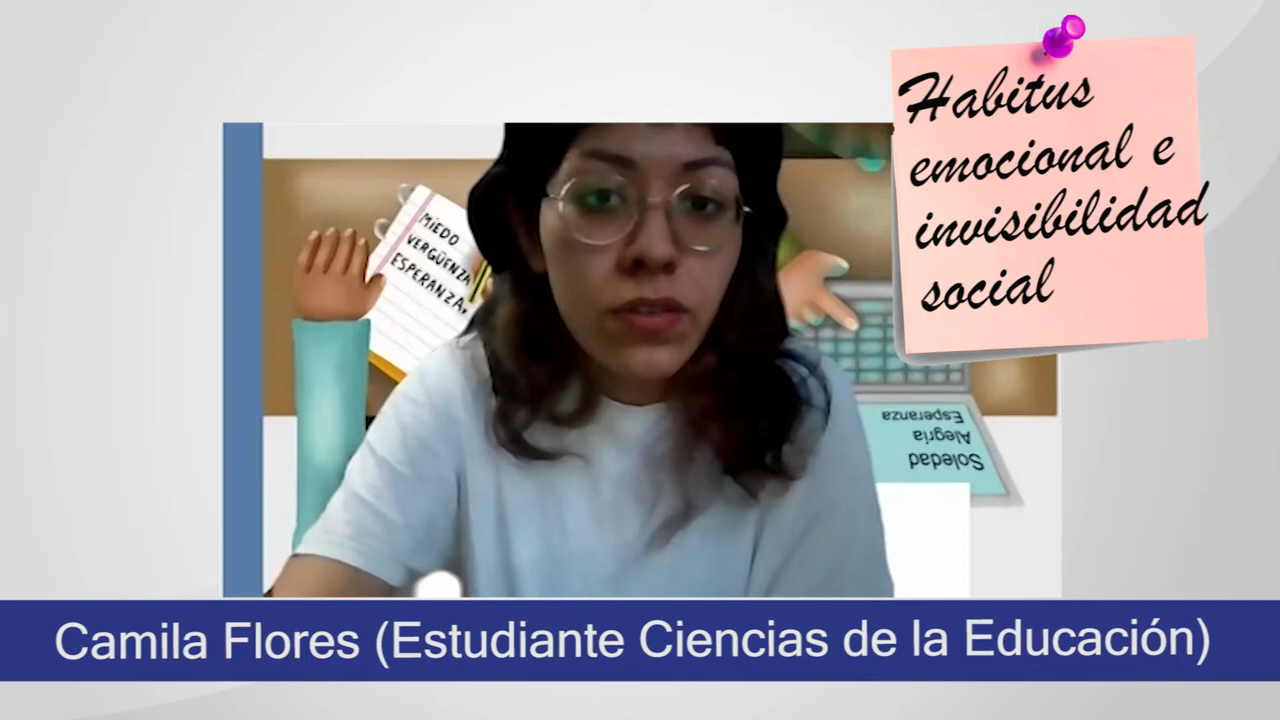 Habitus
emocional e
invisibilidad
social
MIEDO
VERGÜENZA
ESPERANZA,
Esperanza
Alegría
Soledad
Camila Flores (Estudiante Ciencias de la Educación)